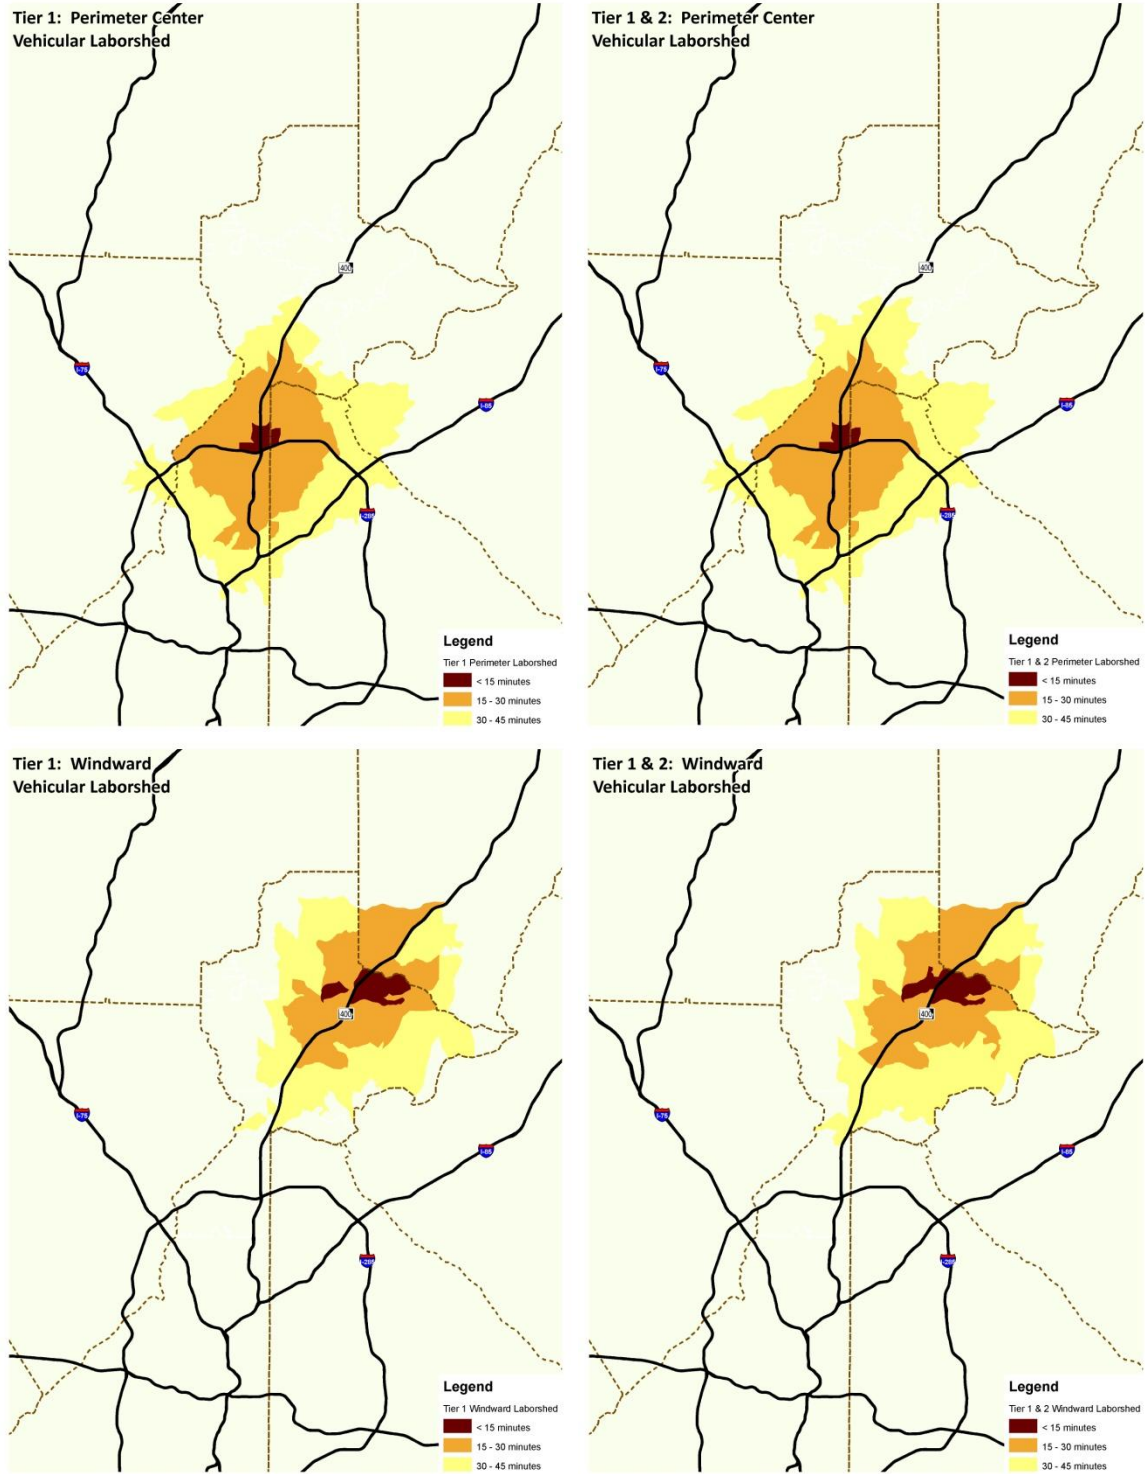 Tier 1:  Perimeter Center
Vehicular Laborshed
400
I-75
I-85
I-285
Legend
Tier 1 Perimeter Laborshed
< 15 minutes
15 - 30 minutes
30 - 45 minutes
Tier 1 & 2:  Perimeter Center
Vehicular Laborshed
400
I-75
I-85
I-285
Legend
Tier 1 & 2 Perimeter Laborshed
< 15 minutes
15 - 30 minutes
30 - 45 minutes
Tier 1:  Windward
Vehicular Laborshed
400
I-75
I-85
I-285
Legend
Tier 1 Windward Laborshed
< 15 minutes
15 - 30 minutes
30 - 45 minutes
Tier 1 & 2:  Windward
Vehicular Laborshed
400
I-75
I-85
I-285
Legend
Tier 1 & 2 Windward Laborshed
< 15 minutes
15 - 30 minutes
30 - 45 minutes